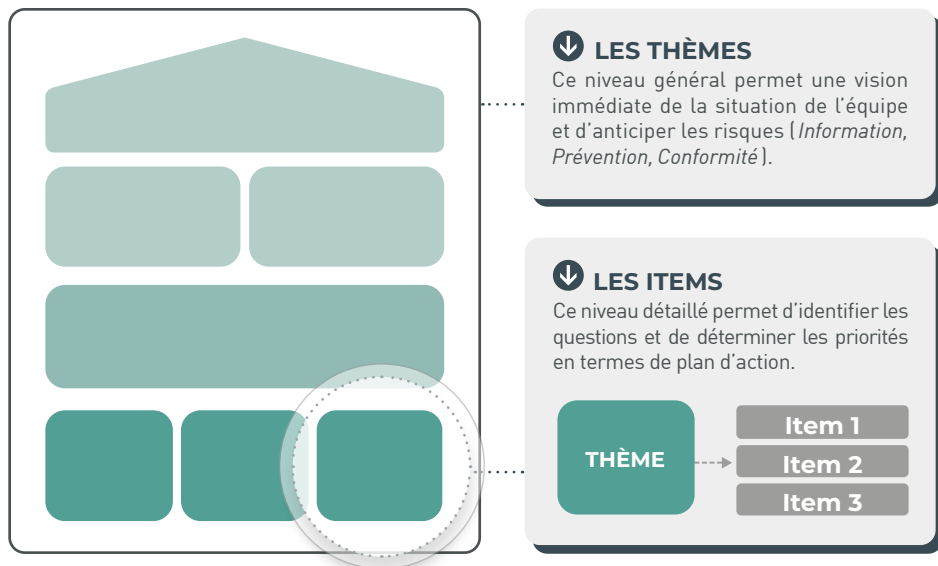 LES THÈMES
Ce niveau général permet une vision
immédiate de la situation de l'équipe
et d'anticiper les risques (Information,
Prévention, Conformité).
LES ITEMS
Ce niveau détaillé permet d'identifier les
questions et de déterminer les priorités
en termes de plan d'action.
THÈME
Item 1
Item 2
Item 3